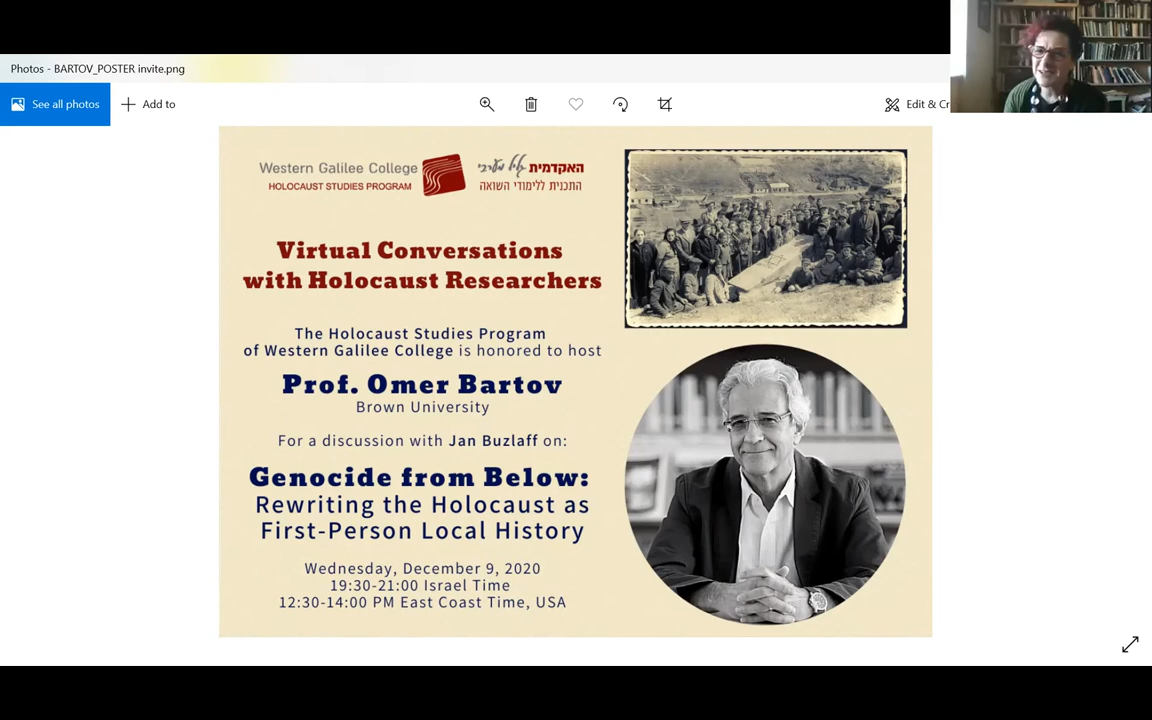 Photos - BARTOV_POSTER invite.png
See all photos
Add to
Edit & Cr
Western Galilee College
HOLOCAUST STUDIES PROGRAM
האקדמית גליל מערבי
התכנית ללימודי השואה
Virtual Conversations
with Holocaust Researchers
The Holocaust Studies Program
of Western Galilee College is honored to host
Prof. Omer Bartov
Brown University
For a discussion with Jan Buzlaff on:
Genocide from Below:
Rewriting the Holocaust as
First-Person Local History
Wednesday, December 9, 2020
19:30-21:00 Israel Time
12:30-14:00 PM East Coast Time, USA